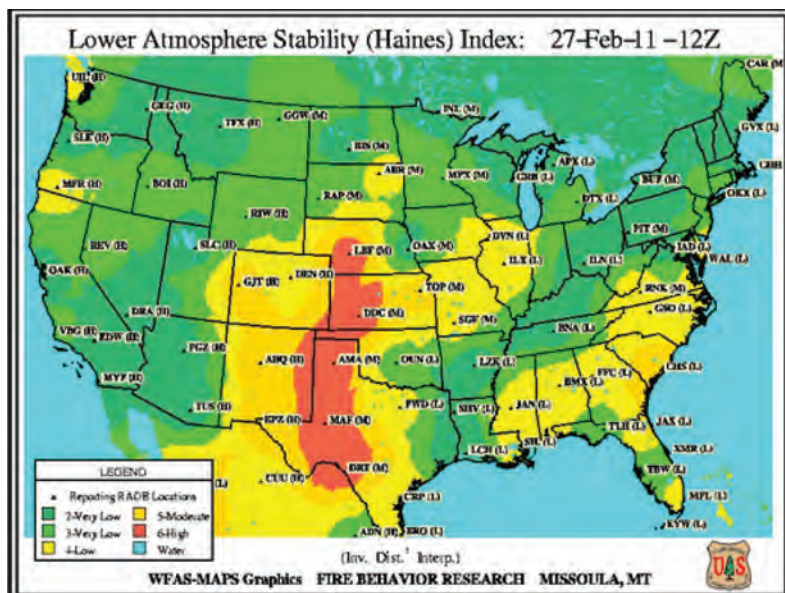 Lower Atmosphere Stability (Haines) Index: 27-Feb-11-12Z
CAR (M
UIL (H)
GEG (H)
GGW (M)
INL (M)
TFX (H)
GYX (L)
SLE (H)
BIS (M)
ABR (M)
APX (L)
GRB (L)
CHH
MPX (M)
MFR (H)
BOI (H)
RAP (M)
BUF (M)
DTX (L)
OKX (L)
RIW (H)
DVN (L)
PIT (M)
REV (H)
SLC (H)
LBF (M)
OAX (M)
IAD (L)
ILX (L)
ILN (L)
WAL (L)
OAK (H)
GJT (H)
DEN (H)
TOP (M)
RNK (M)
DRA (H)
DDC (M)
SGF (M)
GSO (L)
VBG (H)
EDW (H)
BNA (L)
FGZ (H)
ABQ (H)
AMA (M)
OUN (L)
LZK (L)
FFC (L)
CHS (L)
MYF (H)
BMX (L)
TUS (H)
EPZ (H)
FWD (L)
SHV (L)
JAN (L)
MAF (M)
TLH (L)
JAX (L)
LCH (L)
SIL (L)
XMR (L)
DRT (M)
TBW (L)
CUU (H)
L)
CRP (L)
MFL (L)
ADN (H)
BRO (L)
KYW (L)
LEGEND
Reporting RAOB Locations
2-Very Low
5-Moderate
3-Very Low
6-High
4-Low
Water
(Inv. Dist.² Interp.)
WFAS-MAPS Graphics FIRE BEHAVIOR RESEARCH MISSOULA, MT
U S